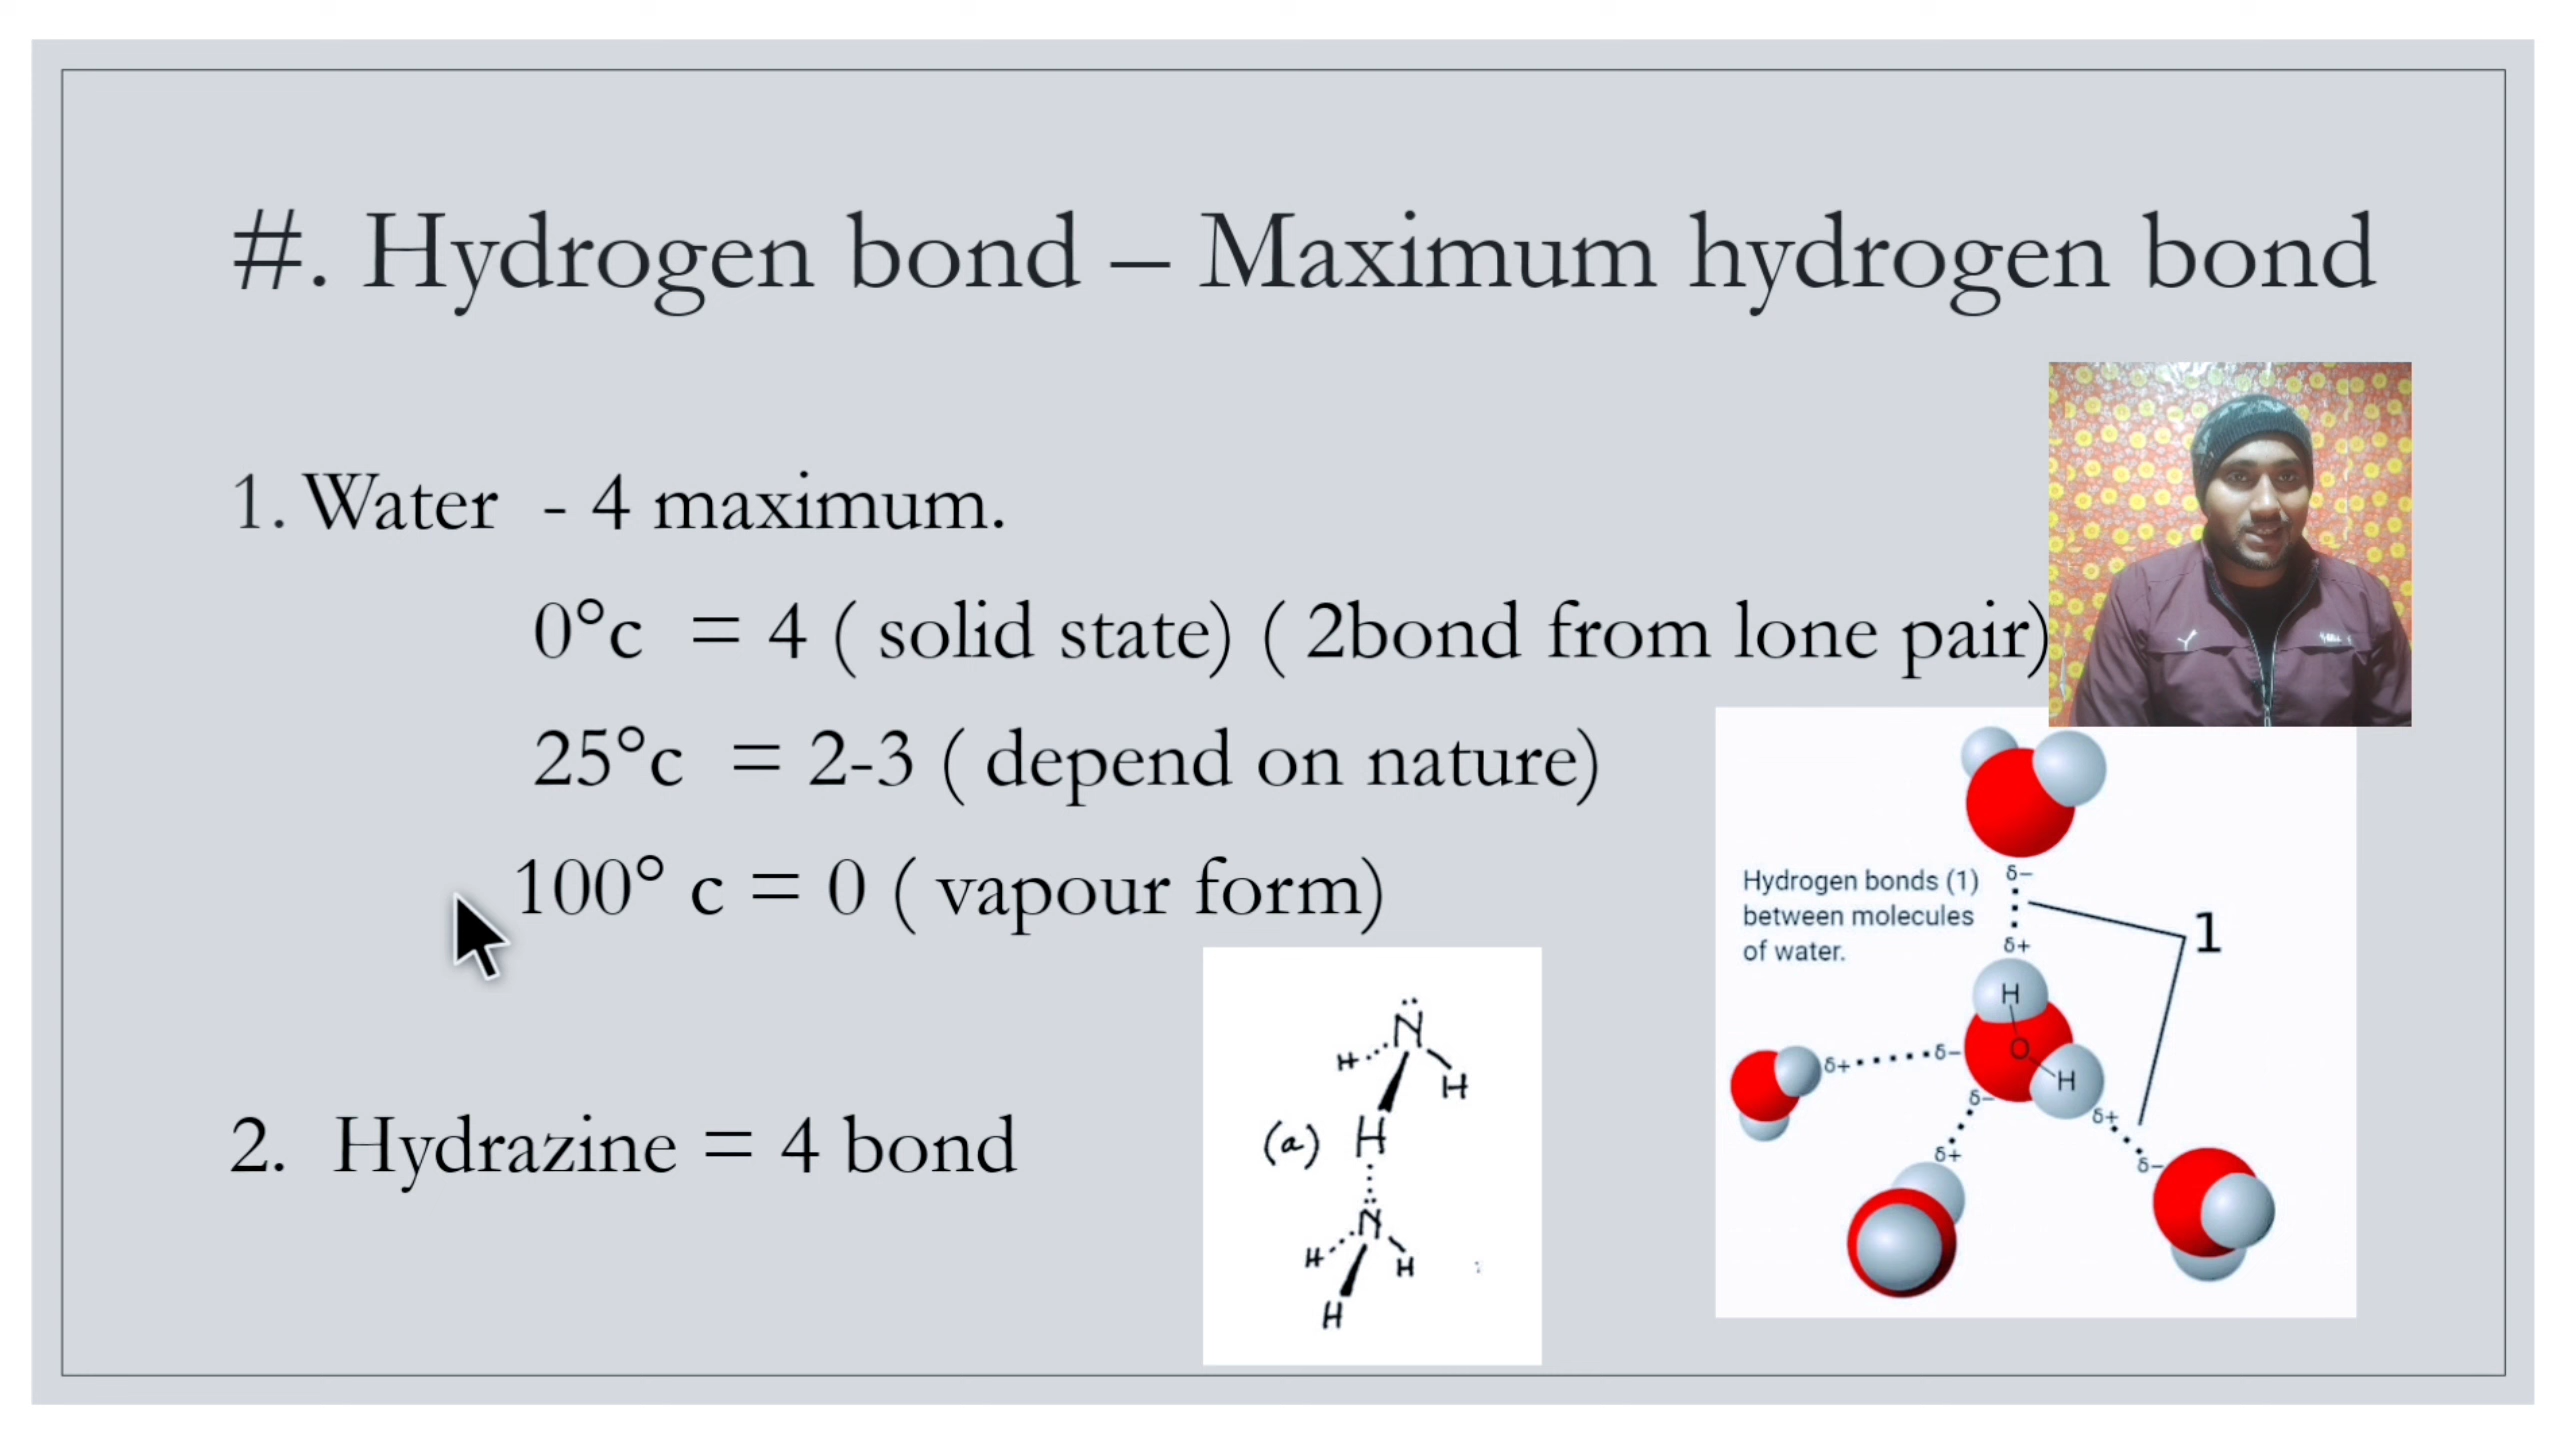 #. Hydrogen bond – Maximum hydrogen bond
1. Water - 4 maximum.
0°c = 4 ( solid state) ( 2bond from lone pair)
25°c = 2-3 ( depend on nature)
100° c = 0 ( vapour form)
2. Hydrazine = 4 bond
N
H
H
(a) H
N
H
H
H
Hydrogen bonds (1)
between molecules
of water.
δ−
δ+
1
H
O
H
δ+
δ−
δ−
δ+
δ+
δ−